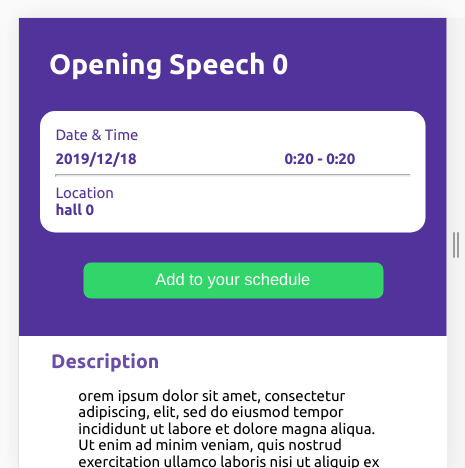 Opening Speech 0
Date & Time
2019/12/18 0:20 - 0:20
Location
hall 0
Add to your schedule
Description
orem ipsum dolor sit amet, consectetur
adipiscing, elit, sed do eiusmod tempor
incididunt ut labore et dolore magna aliqua.
Ut enim ad minim veniam, quis nostrud
exercitation ullamco laboris nisi ut aliquip ex